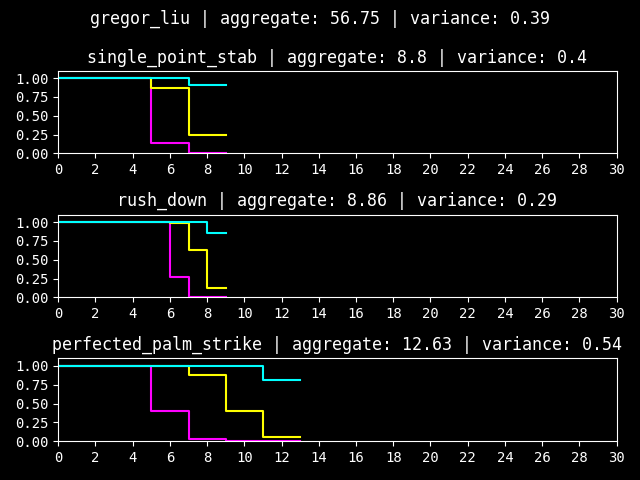 gregor_liu | aggregate: 56.75 | variance: 0.39
single_point_stab | aggregate: 8.8 | variance: 0.4
1.00
0.75
0.50
0.25
0.00
0 2 4 6 8 10 12 14 16 18 20 22 24 26 28 30
rush_down | aggregate: 8.86 | variance: 0.29
1.00
0.75
0.50
0.25
0.00
0 2 4 6 8 10 12 14 16 18 20 22 24 26 28 30
perfected_palm_strike | aggregate: 12.63 | variance: 0.54
1.00
0.75
0.50
0.25
0.00
0 2 4 6 8 10 12 14 16 18 20 22 24 26 28 30